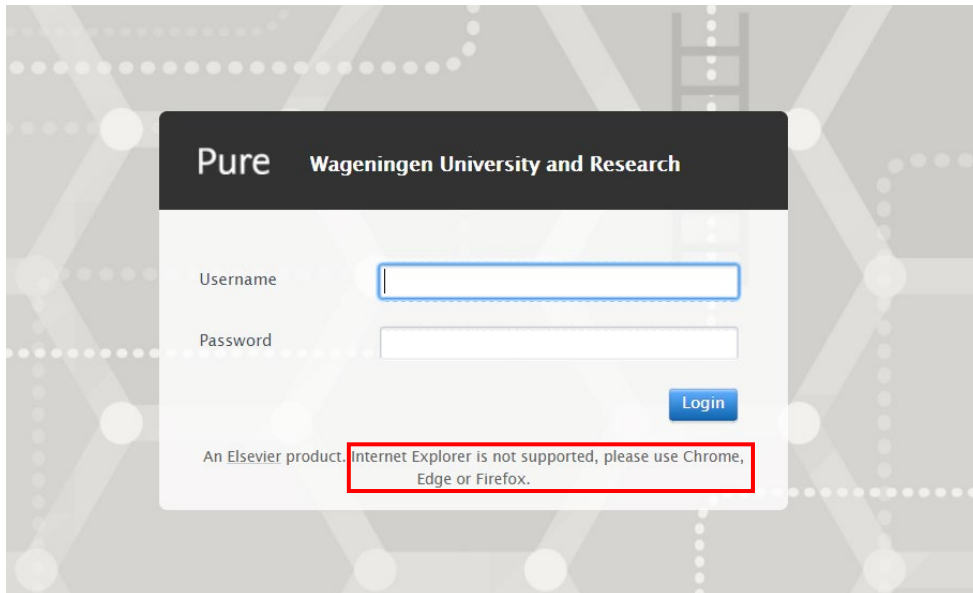 Pure Wageningen University and Research
Username
Password
Login
An Elsevier product. Internet Explorer is not supported, please use Chrome,
Edge or Firefox.